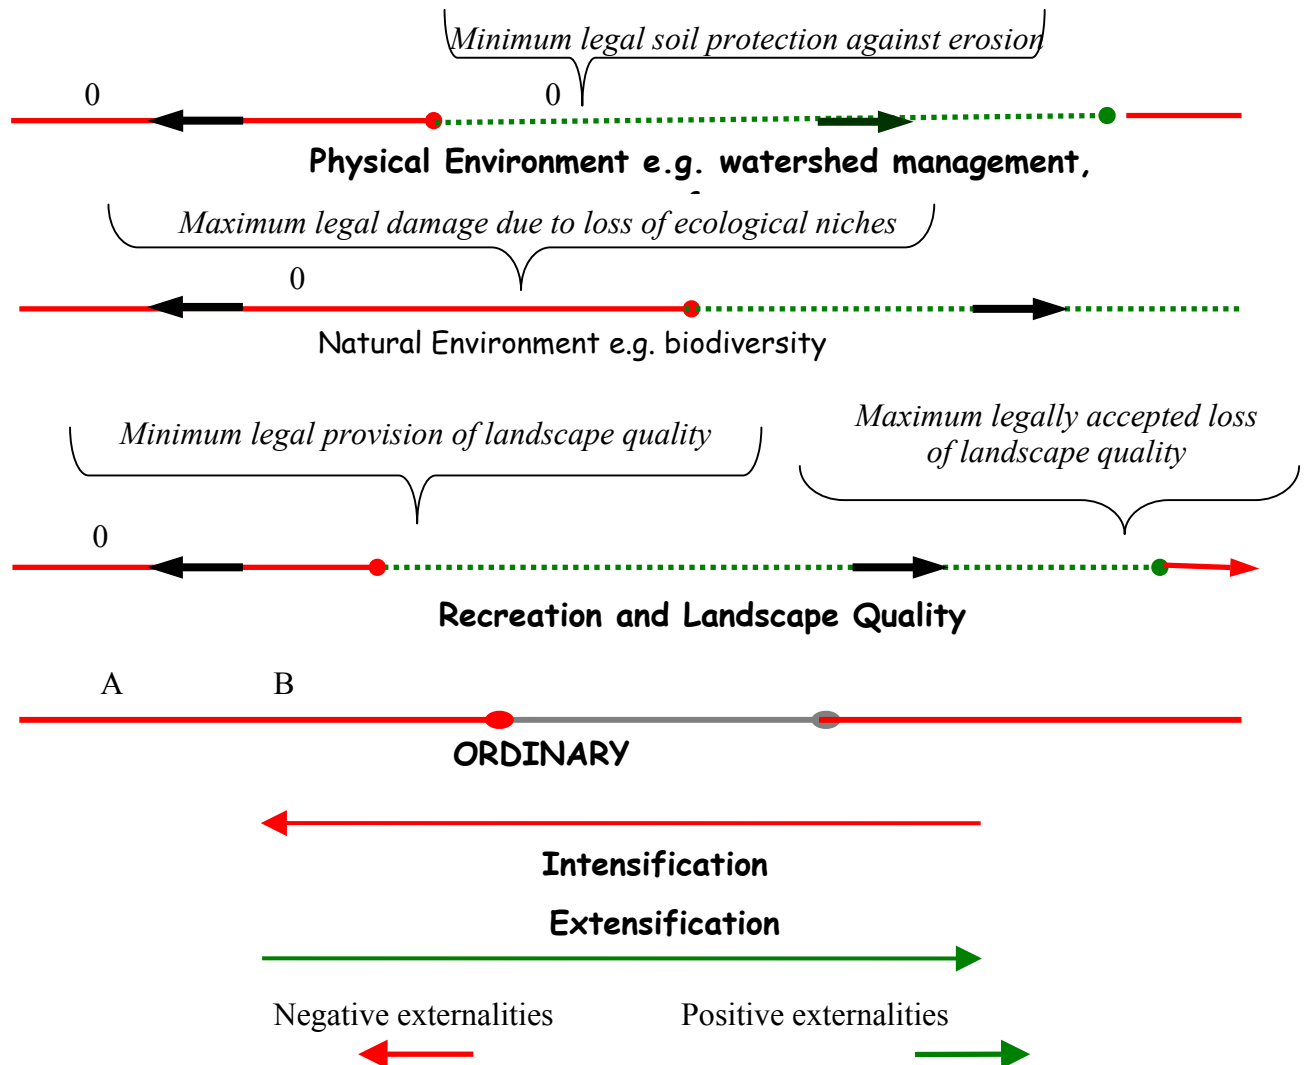 Minimum legal soil protection against erosion
0 0
Physical Environment e.g. watershed management,
Maximum legal damage due to loss of ecological niches
0
Natural Environment e.g. biodiversity
Minimum legal provision of landscape quality
Maximum legally accepted loss
of landscape quality
0
Recreation and Landscape Quality
A B
ORDINARY
Intensification
Extensification
Negative externalities Positive externalities